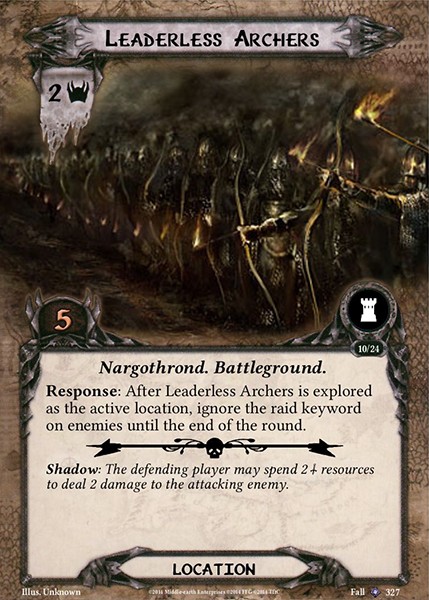 LEADERLESS ARCHERS
2
5
10/24
Nargothrond. Battleground.
Response: After Leaderless Archers is explored
as the active location, ignore the raid keyword
on enemies until the end of the round.
Shadow: The defending player may spend 2 resources
to deal 2 damage to the attacking enemy.
LOCATION
Illus. Unknown
Fall 327